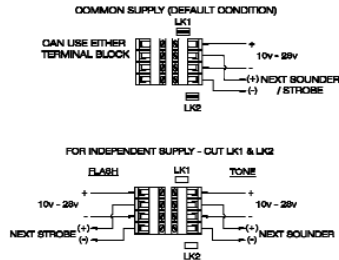 COMMON SUPPLY (DEFAULT CONDITION)
LK1
CAN USE EITHER
TERMINAL BLOCK
+
10v - 28v
-
(+) NEXT SOUNDER
(-) / STROBE
LK2
FOR INDEPENDENT SUPPLY - CUT LK1 & LK2
FLASH
LK1
TONE
+
+
10v - 28v
10v - 28v
-
-
(+)
(+)
NEXT STROBE
NEXT SOUNDER
(-)
(-)
LK2